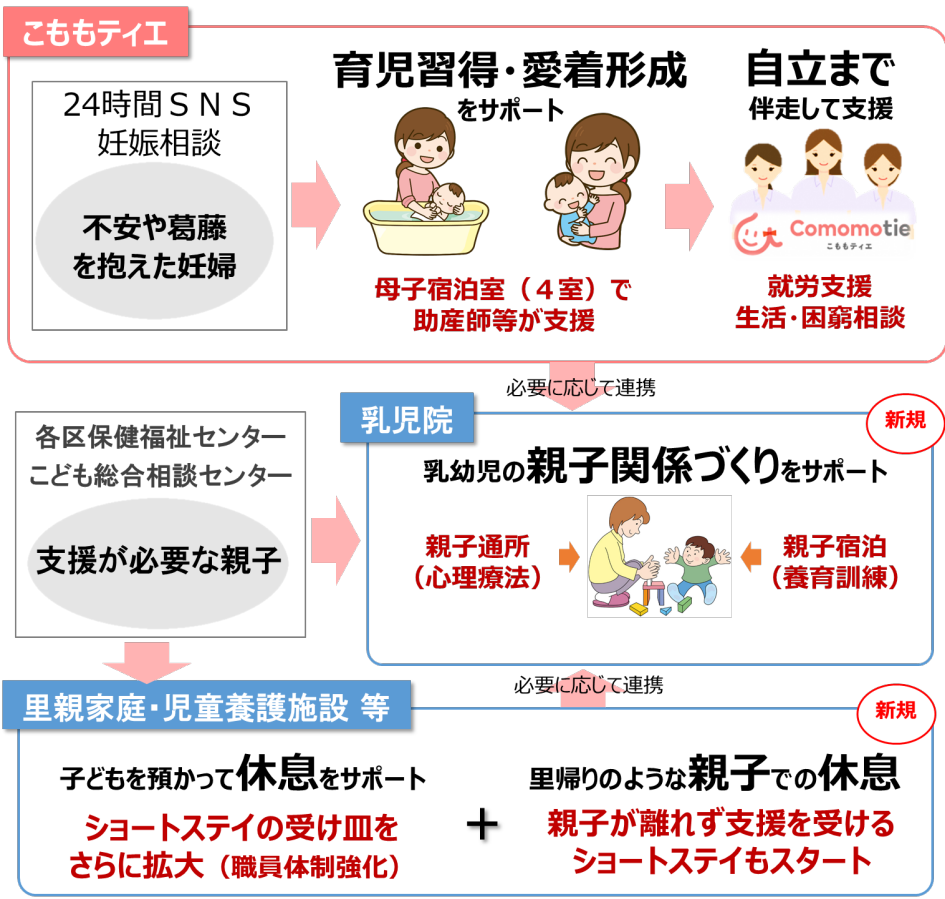 こももティエ
24時間ＳＮＳ
妊娠相談
不安や葛藤
を抱えた妊婦
育児習得・愛着形成
をサポート
母子宿泊室（４室）で
助産師等が支援
自立まで
伴走して支援
Comomotie
こももティエ
就労支援
生活・困窮相談
必要に応じて連携
各区保健福祉センター
こども総合相談センター
支援が必要な親子
乳児院
新規
乳幼児の親子関係づくりをサポート
親子通所
（心理療法）
親子宿泊
（養育訓練）
必要に応じて連携
里親家庭・児童養護施設 等
新規
子どもを預かって休息をサポート
ショートステイの受け皿を
さらに拡大（職員体制強化）
＋
里帰りのような親子での休息
親子が離れず支援を受ける
ショートステイもスタート